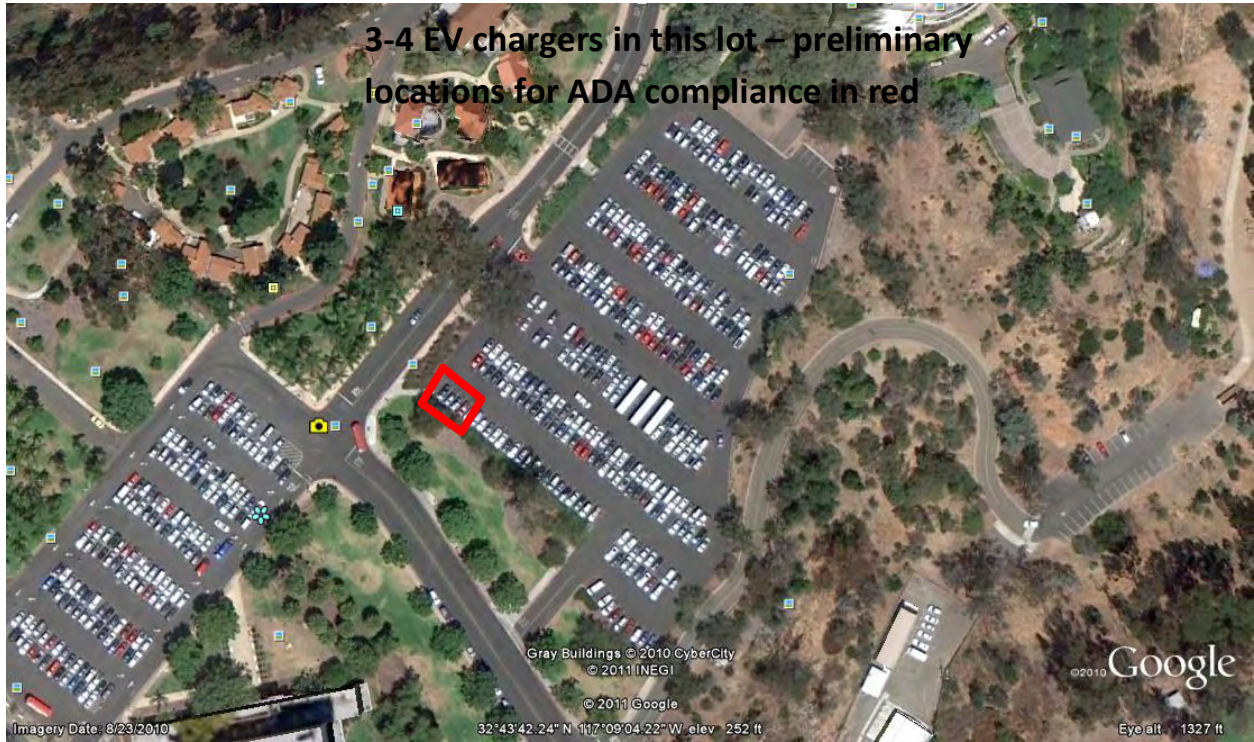 3-4 EV chargers in this lot – preliminary
locations for ADA compliance in red
Gray Buildings © 2010 CyberCity
© 2011 INEGI
©2010 Google
© 2011 Google
Imagery Date: 8/23/2010
32°43'42.24" N 117°09'04.22" W elev 252 ft
Eye alt 1327 ft